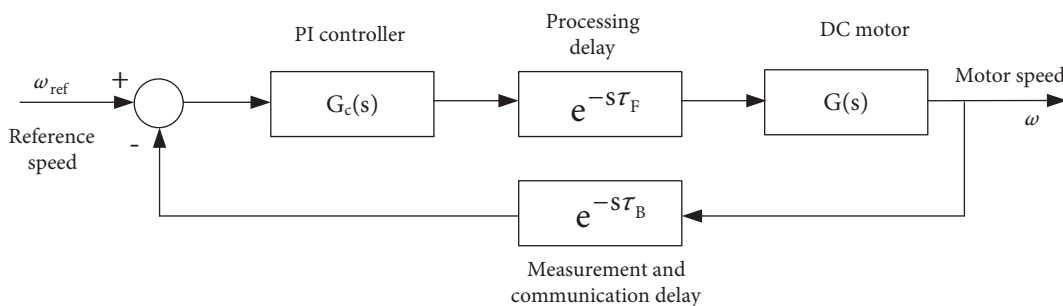 PI controller
Processing
delay
DC motor
ω_ref
+
G_c(s)
e^{-sτ_F}
G(s)
Motor speed
ω
Reference
speed
-
e^{-sτ_B}
Measurement and
communication delay